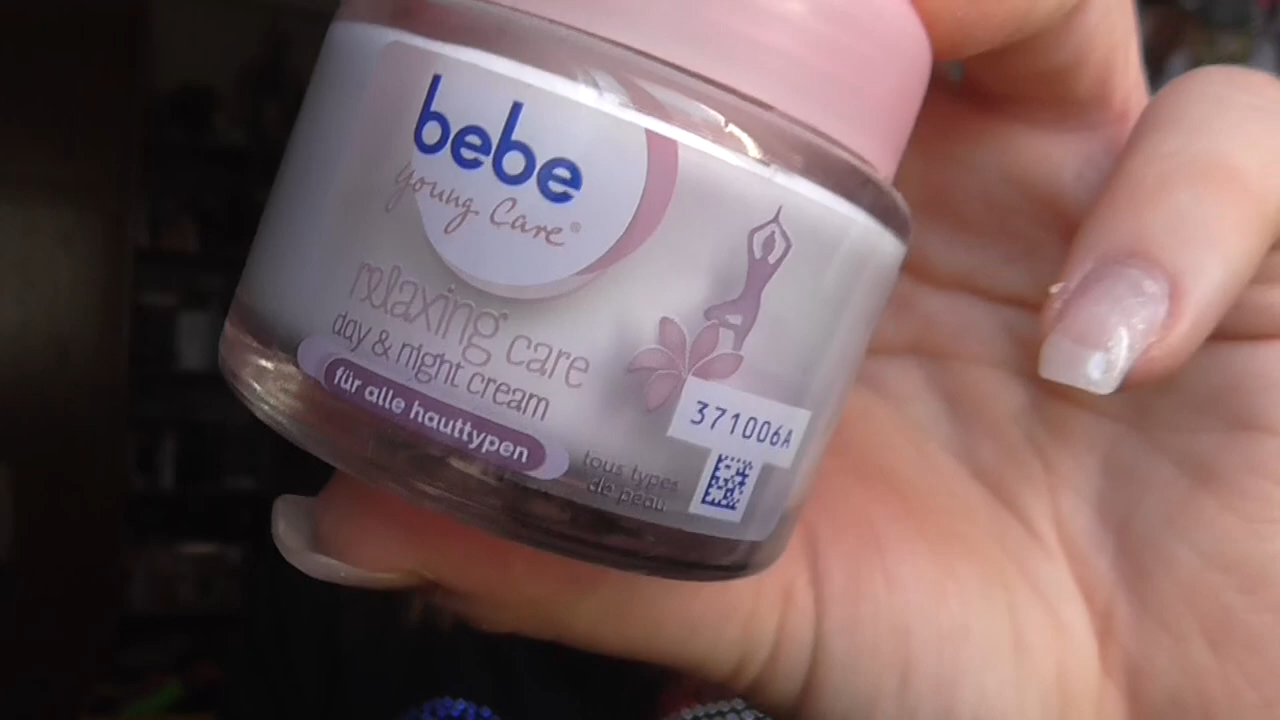 bebe
young Care®
relaxing care
day & night cream
für alle hauttypen
tous types
de peau
371006A